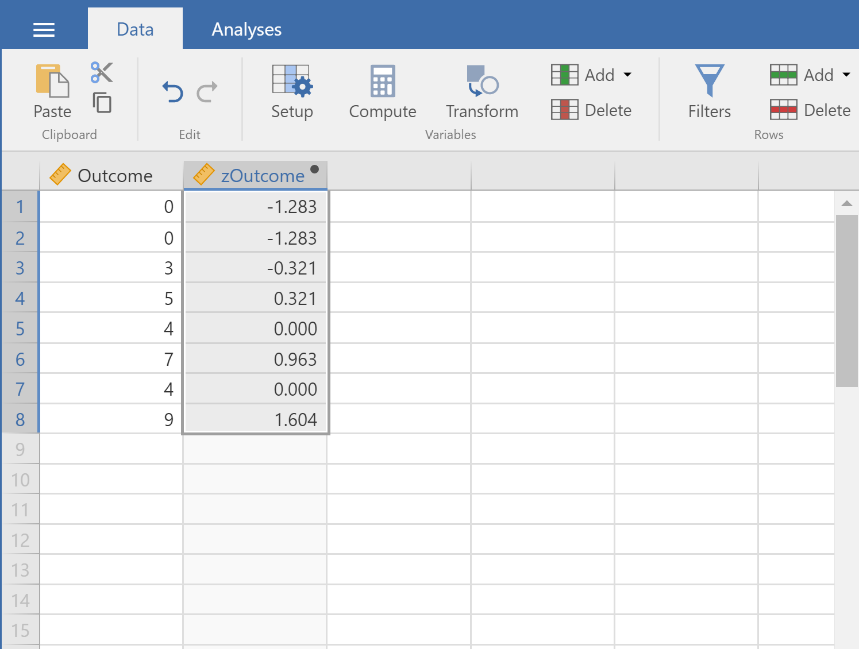 Data Analyses
Paste Setup Compute Transform Add Delete Filters Add Delete
Clipboard Edit Variables Rows
Outcome zOutcome
1 0 -1.283
2 0 -1.283
3 3 -0.321
4 5 0.321
5 4 0.000
6 7 0.963
7 4 0.000
8 9 1.604
9
10
11
12
13
14
15